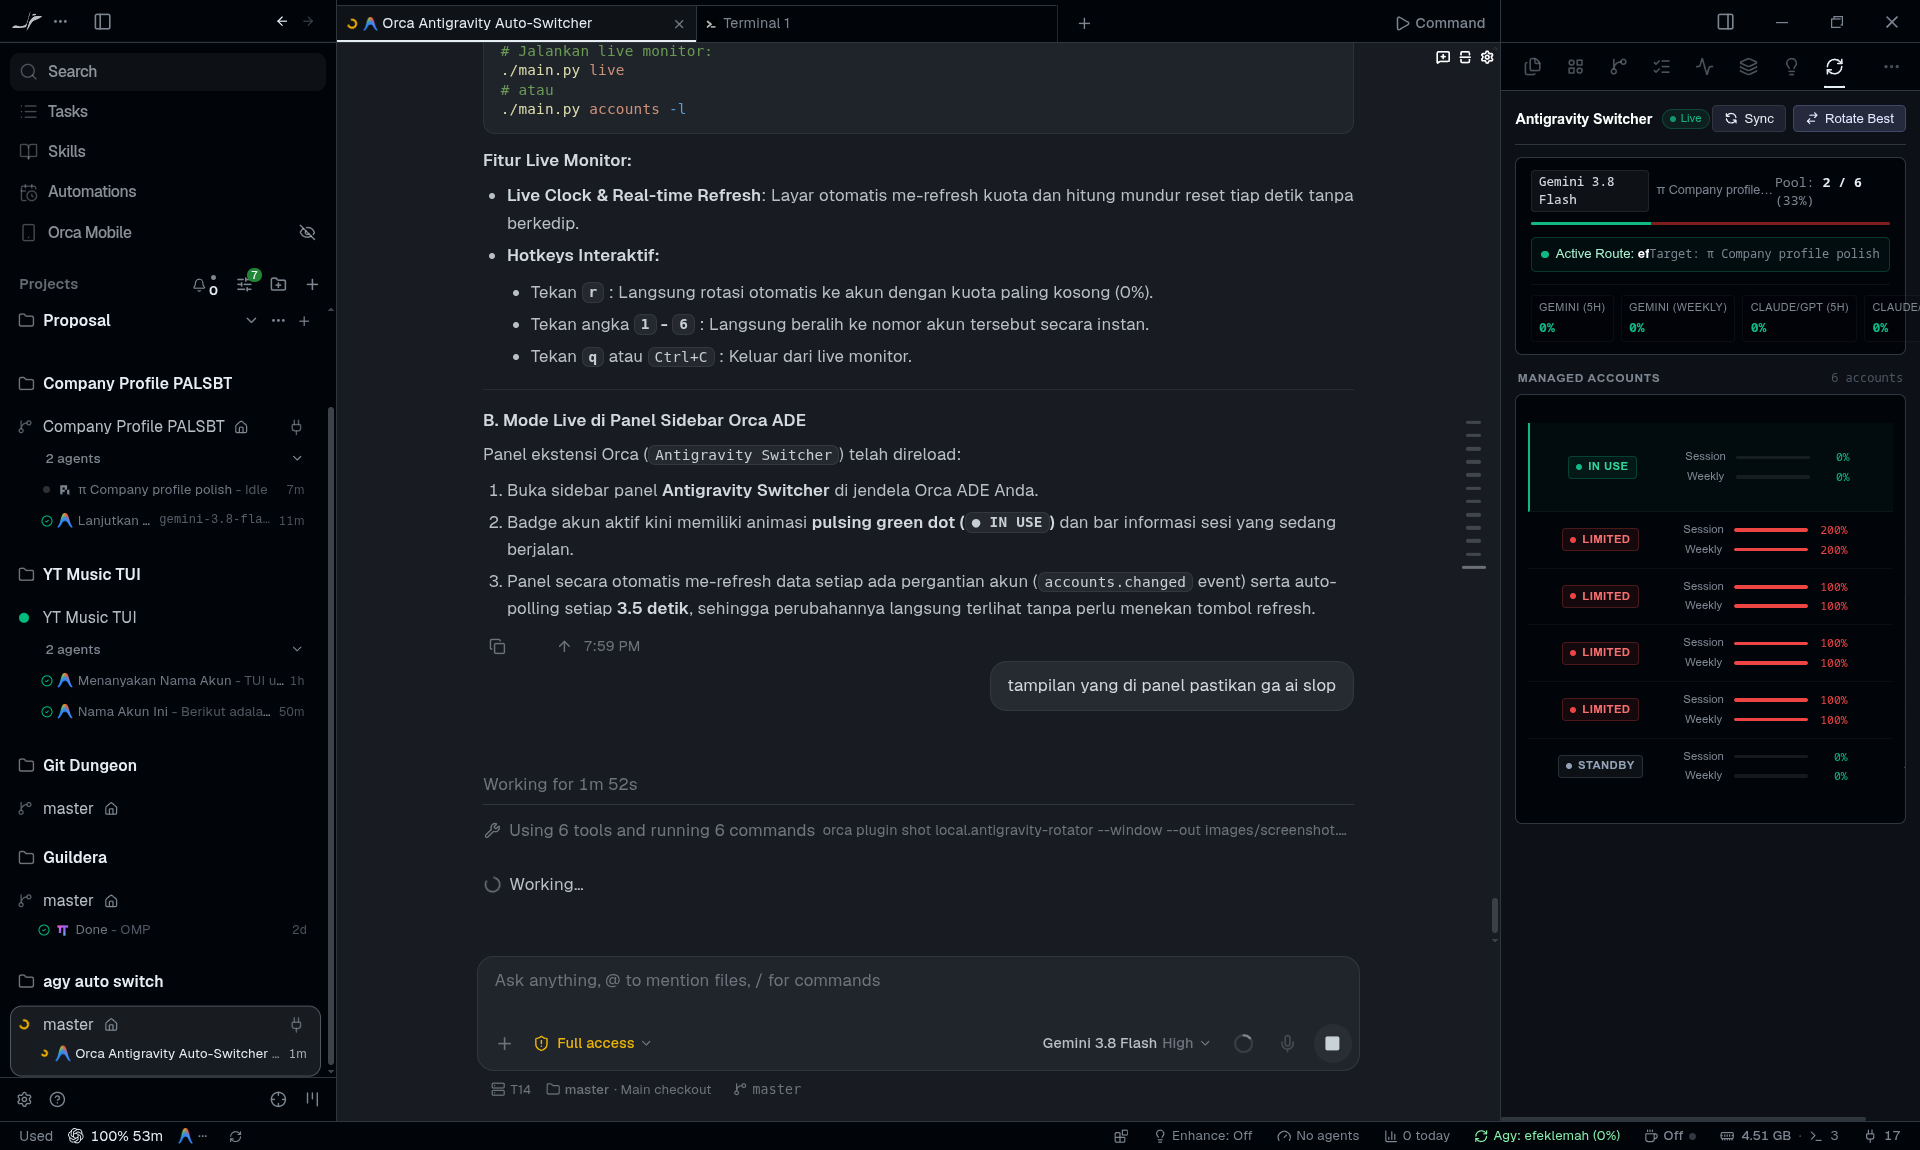 Search
Tasks
Skills
Automations
Orca Mobile
Projects
0
7
Proposal
Company Profile PALSBT
Company Profile PALSBT
2 agents
π Company profile polish - Idle 7m
Lanjutkan ... gemini-3.8-fla... 11m
YT Music TUI
YT Music TUI
2 agents
Menanyakan Nama Akun - TUI u... 1h
Nama Akun Ini - Berikut adala... 50m
Git Dungeon
master
Guildera
master
Done - OMP 2d
agy auto switch
master
Orca Antigravity Auto-Switcher ... 1m
Orca Antigravity Auto-Switcher
Terminal 1
Command
# Jalankan live monitor:
./main.py live
# atau
./main.py accounts -l
Fitur Live Monitor:
• Live Clock & Real-time Refresh: Layar otomatis me-refresh kuota dan hitung mundur reset tiap detik tanpa
berkedip.
• Hotkeys Interaktif:
• Tekan r : Langsung rotasi otomatis ke akun dengan kuota paling kosong (0%).
• Tekan angka 1 - 6 : Langsung beralih ke nomor akun tersebut secara instan.
• Tekan q atau Ctrl+C : Keluar dari live monitor.
B. Mode Live di Panel Sidebar Orca ADE
Panel ekstensi Orca (Antigravity Switcher) telah direload:
1. Buka sidebar panel Antigravity Switcher di jendela Orca ADE Anda.
2. Badge akun aktif kini memiliki animasi pulsing green dot (● IN USE) dan bar informasi sesi yang sedang
berjalan.
3. Panel secara otomatis me-refresh data setiap ada pergantian akun (accounts.changed event) serta auto-
polling setiap 3.5 detik, sehingga perubahannya langsung terlihat tanpa perlu menekan tombol refresh.
7:59 PM
tampilan yang di panel pastikan ga ai slop
Working for 1m 52s
Using 6 tools and running 6 commands orca plugin shot local.antigravity-rotator --window --out images/screenshot....
Working...
Ask anything, @ to mention files, / for commands
Full access
Gemini 3.8 Flash High
T14 master · Main checkout master
Antigravity Switcher
Live
Sync
Rotate Best
Gemini 3.8
Flash
π Company profile...
Pool: 2 / 6
(33%)
Active Route: ef
Target: π Company profile polish
GEMINI (5H) GEMINI (WEEKLY) CLAUDE/GPT (5H) CLAUDE/
0% 0% 0% 0%
MANAGED ACCOUNTS 6 accounts
IN USE
Session 0%
Weekly 0%
LIMITED
Session 200%
Weekly 200%
LIMITED
Session 100%
Weekly 100%
LIMITED
Session 100%
Weekly 100%
LIMITED
Session 100%
Weekly 100%
STANDBY
Session 0%
Weekly 0%
Used 100% 53m ...
Enhance: Off
No agents
0 today
Agy: efeklemah (0%)
Off
4.51 GB · 3
17